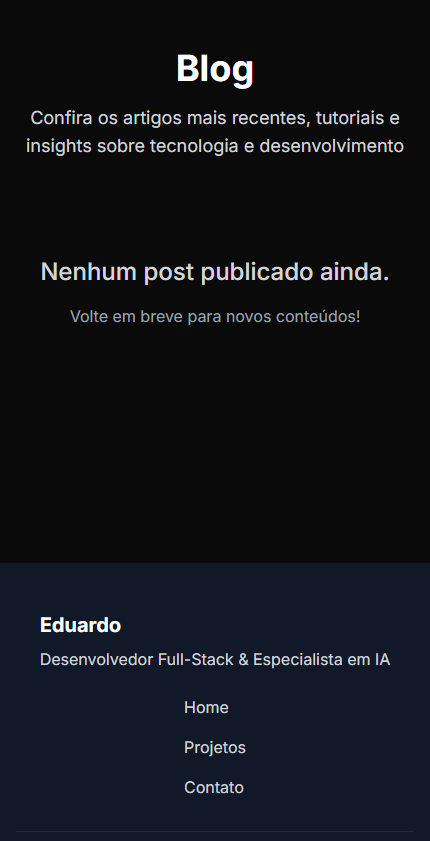 Blog
Confira os artigos mais recentes, tutoriais e
insights sobre tecnologia e desenvolvimento
Nenhum post publicado ainda.
Volte em breve para novos conteúdos!
Eduardo
Desenvolvedor Full-Stack & Especialista em IA
Home
Projetos
Contato